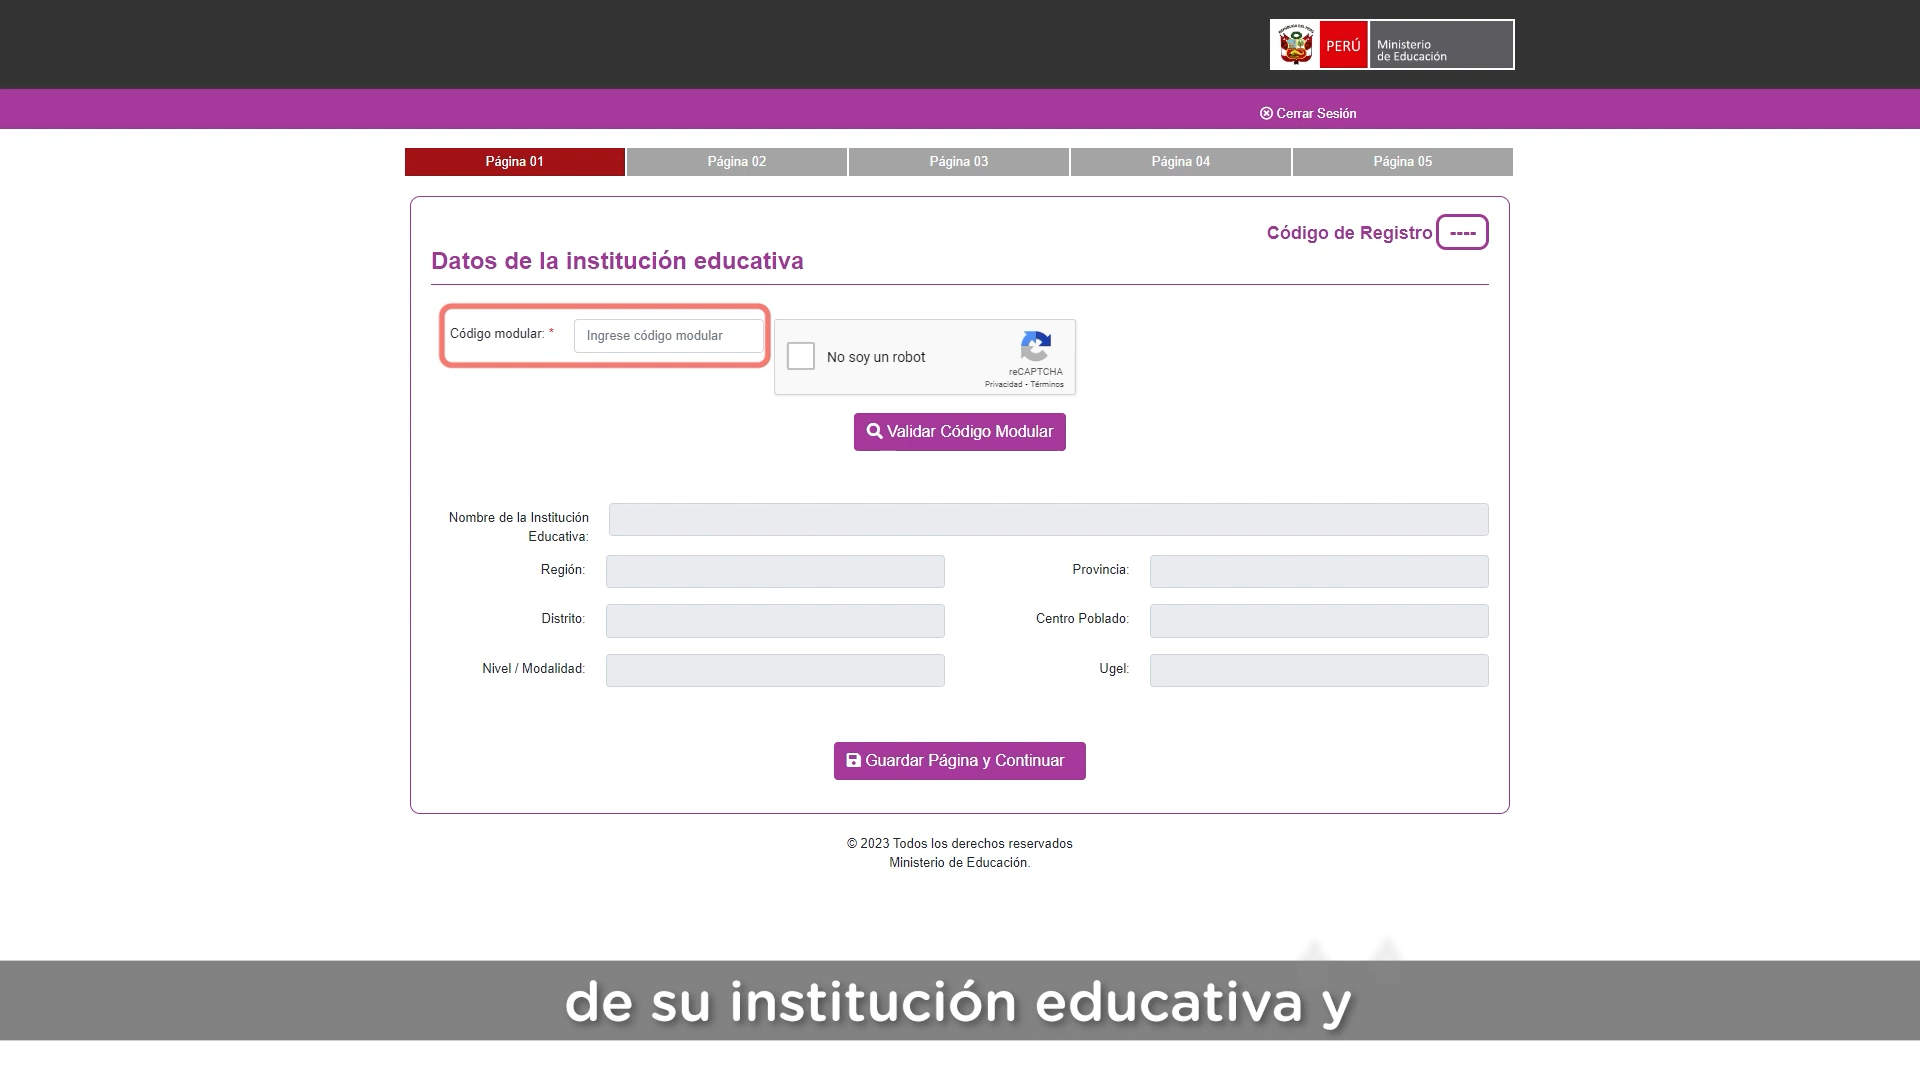 PERÚ
Ministerio
de Educación
Cerrar Sesión
Página 01
Página 02
Página 03
Página 04
Página 05
Código de Registro ----
Datos de la institución educativa
Código modular: *
Ingrese código modular
No soy un robot
reCAPTCHA
Privacidad - Términos
Validar Código Modular
Nombre de la Institución
Educativa:
Región:
Provincia:
Distrito:
Centro Poblado:
Nivel / Modalidad:
Ugel:
Guardar Página y Continuar
© 2023 Todos los derechos reservados
Ministerio de Educación.
de su institución educativa y